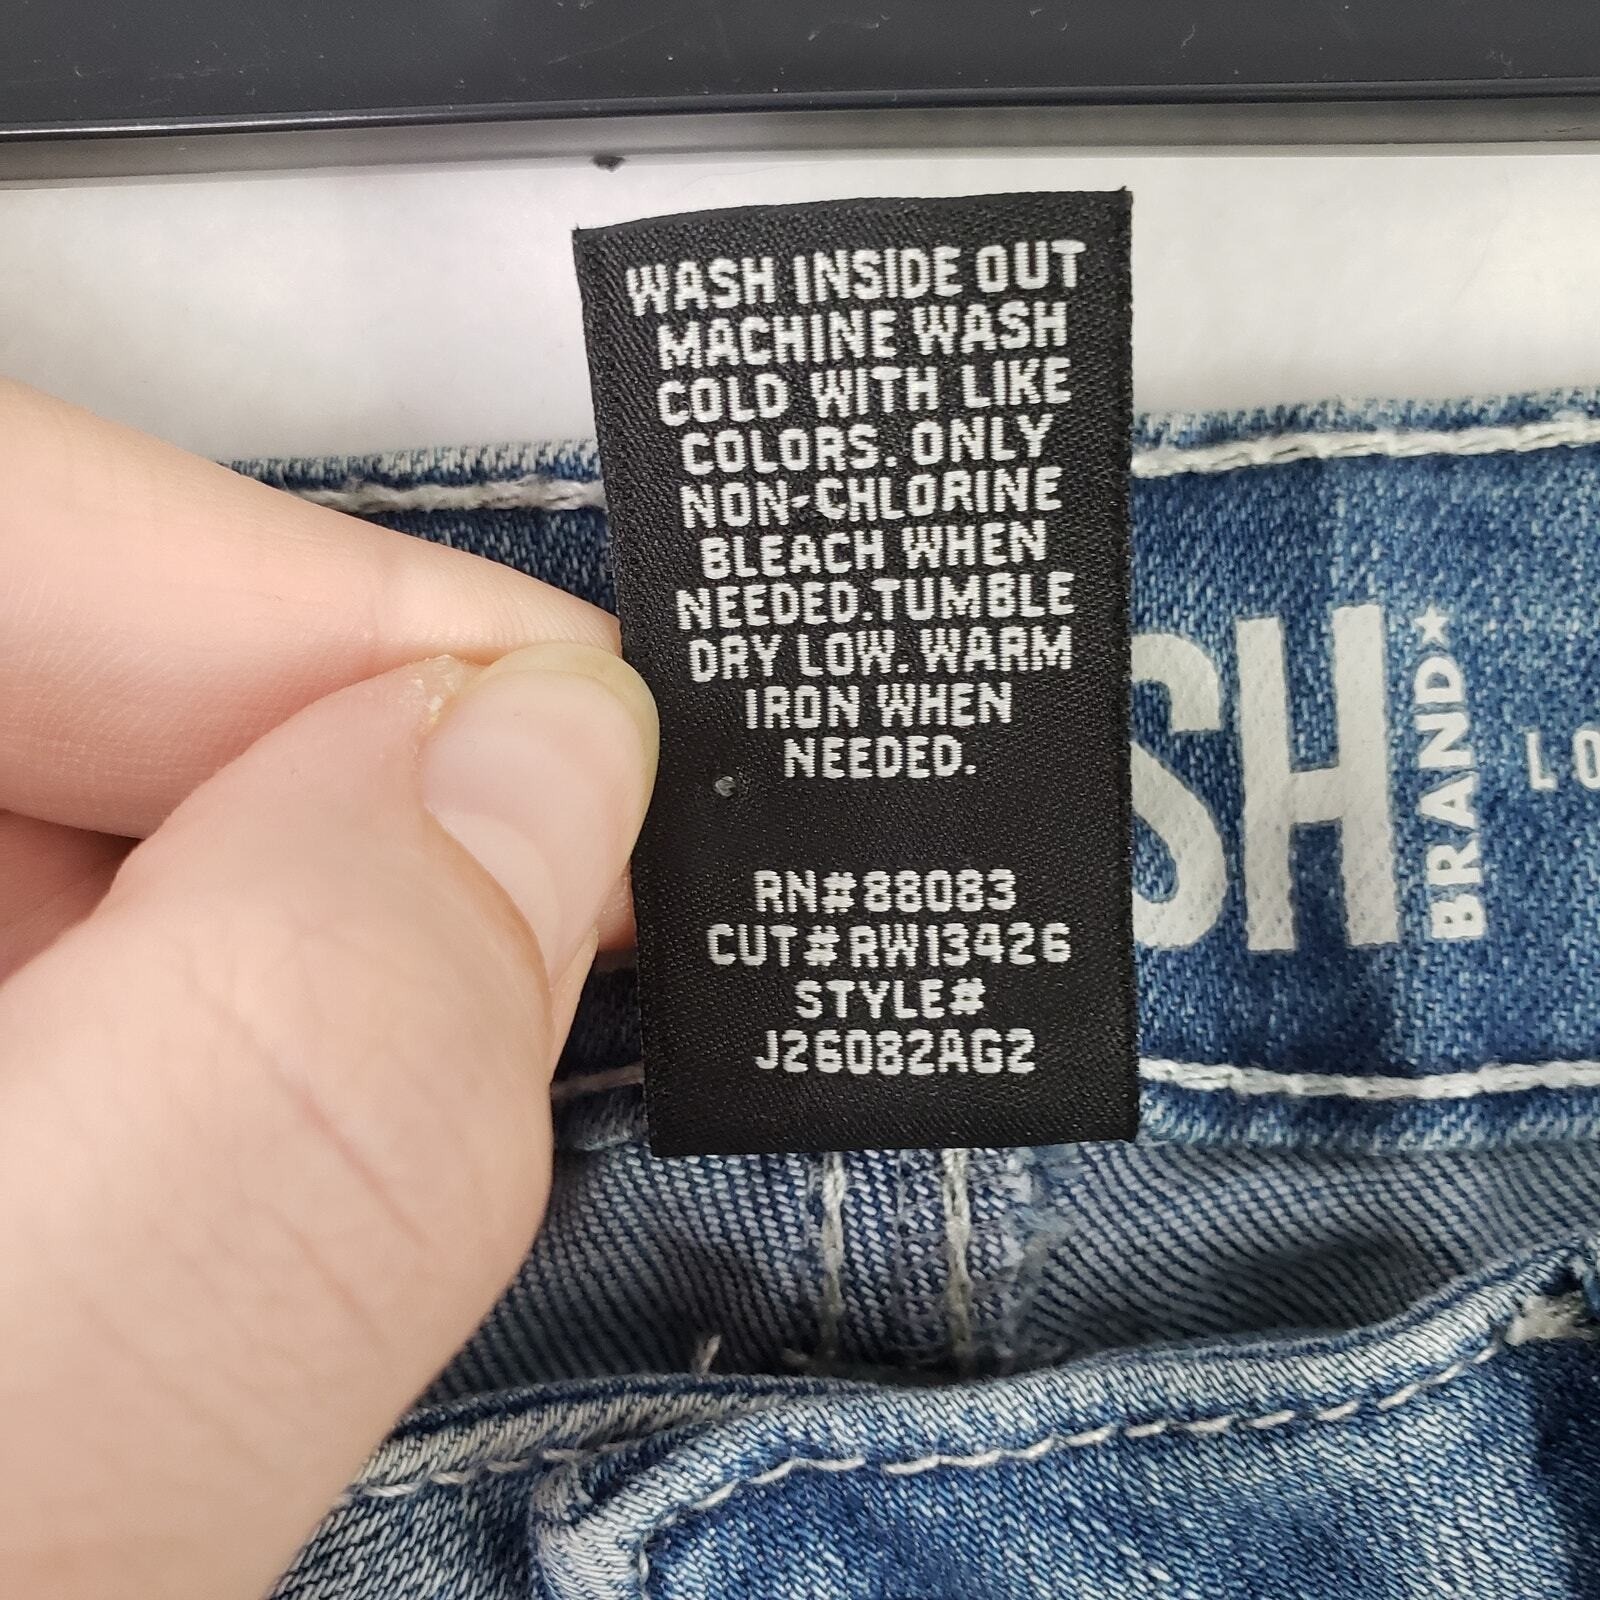 WASH INSIDE OUT
MACHINE WASH
COLD WITH LIKE
COLORS. ONLY
NON-CHLORINE
BLEACH WHEN
NEEDED.TUMBLE
DRY LOW. WARM
IRON WHEN
NEEDED.
RN#88083
CUT#RW13426
STYLE#
J26082AG2
SH
BRAND
LO